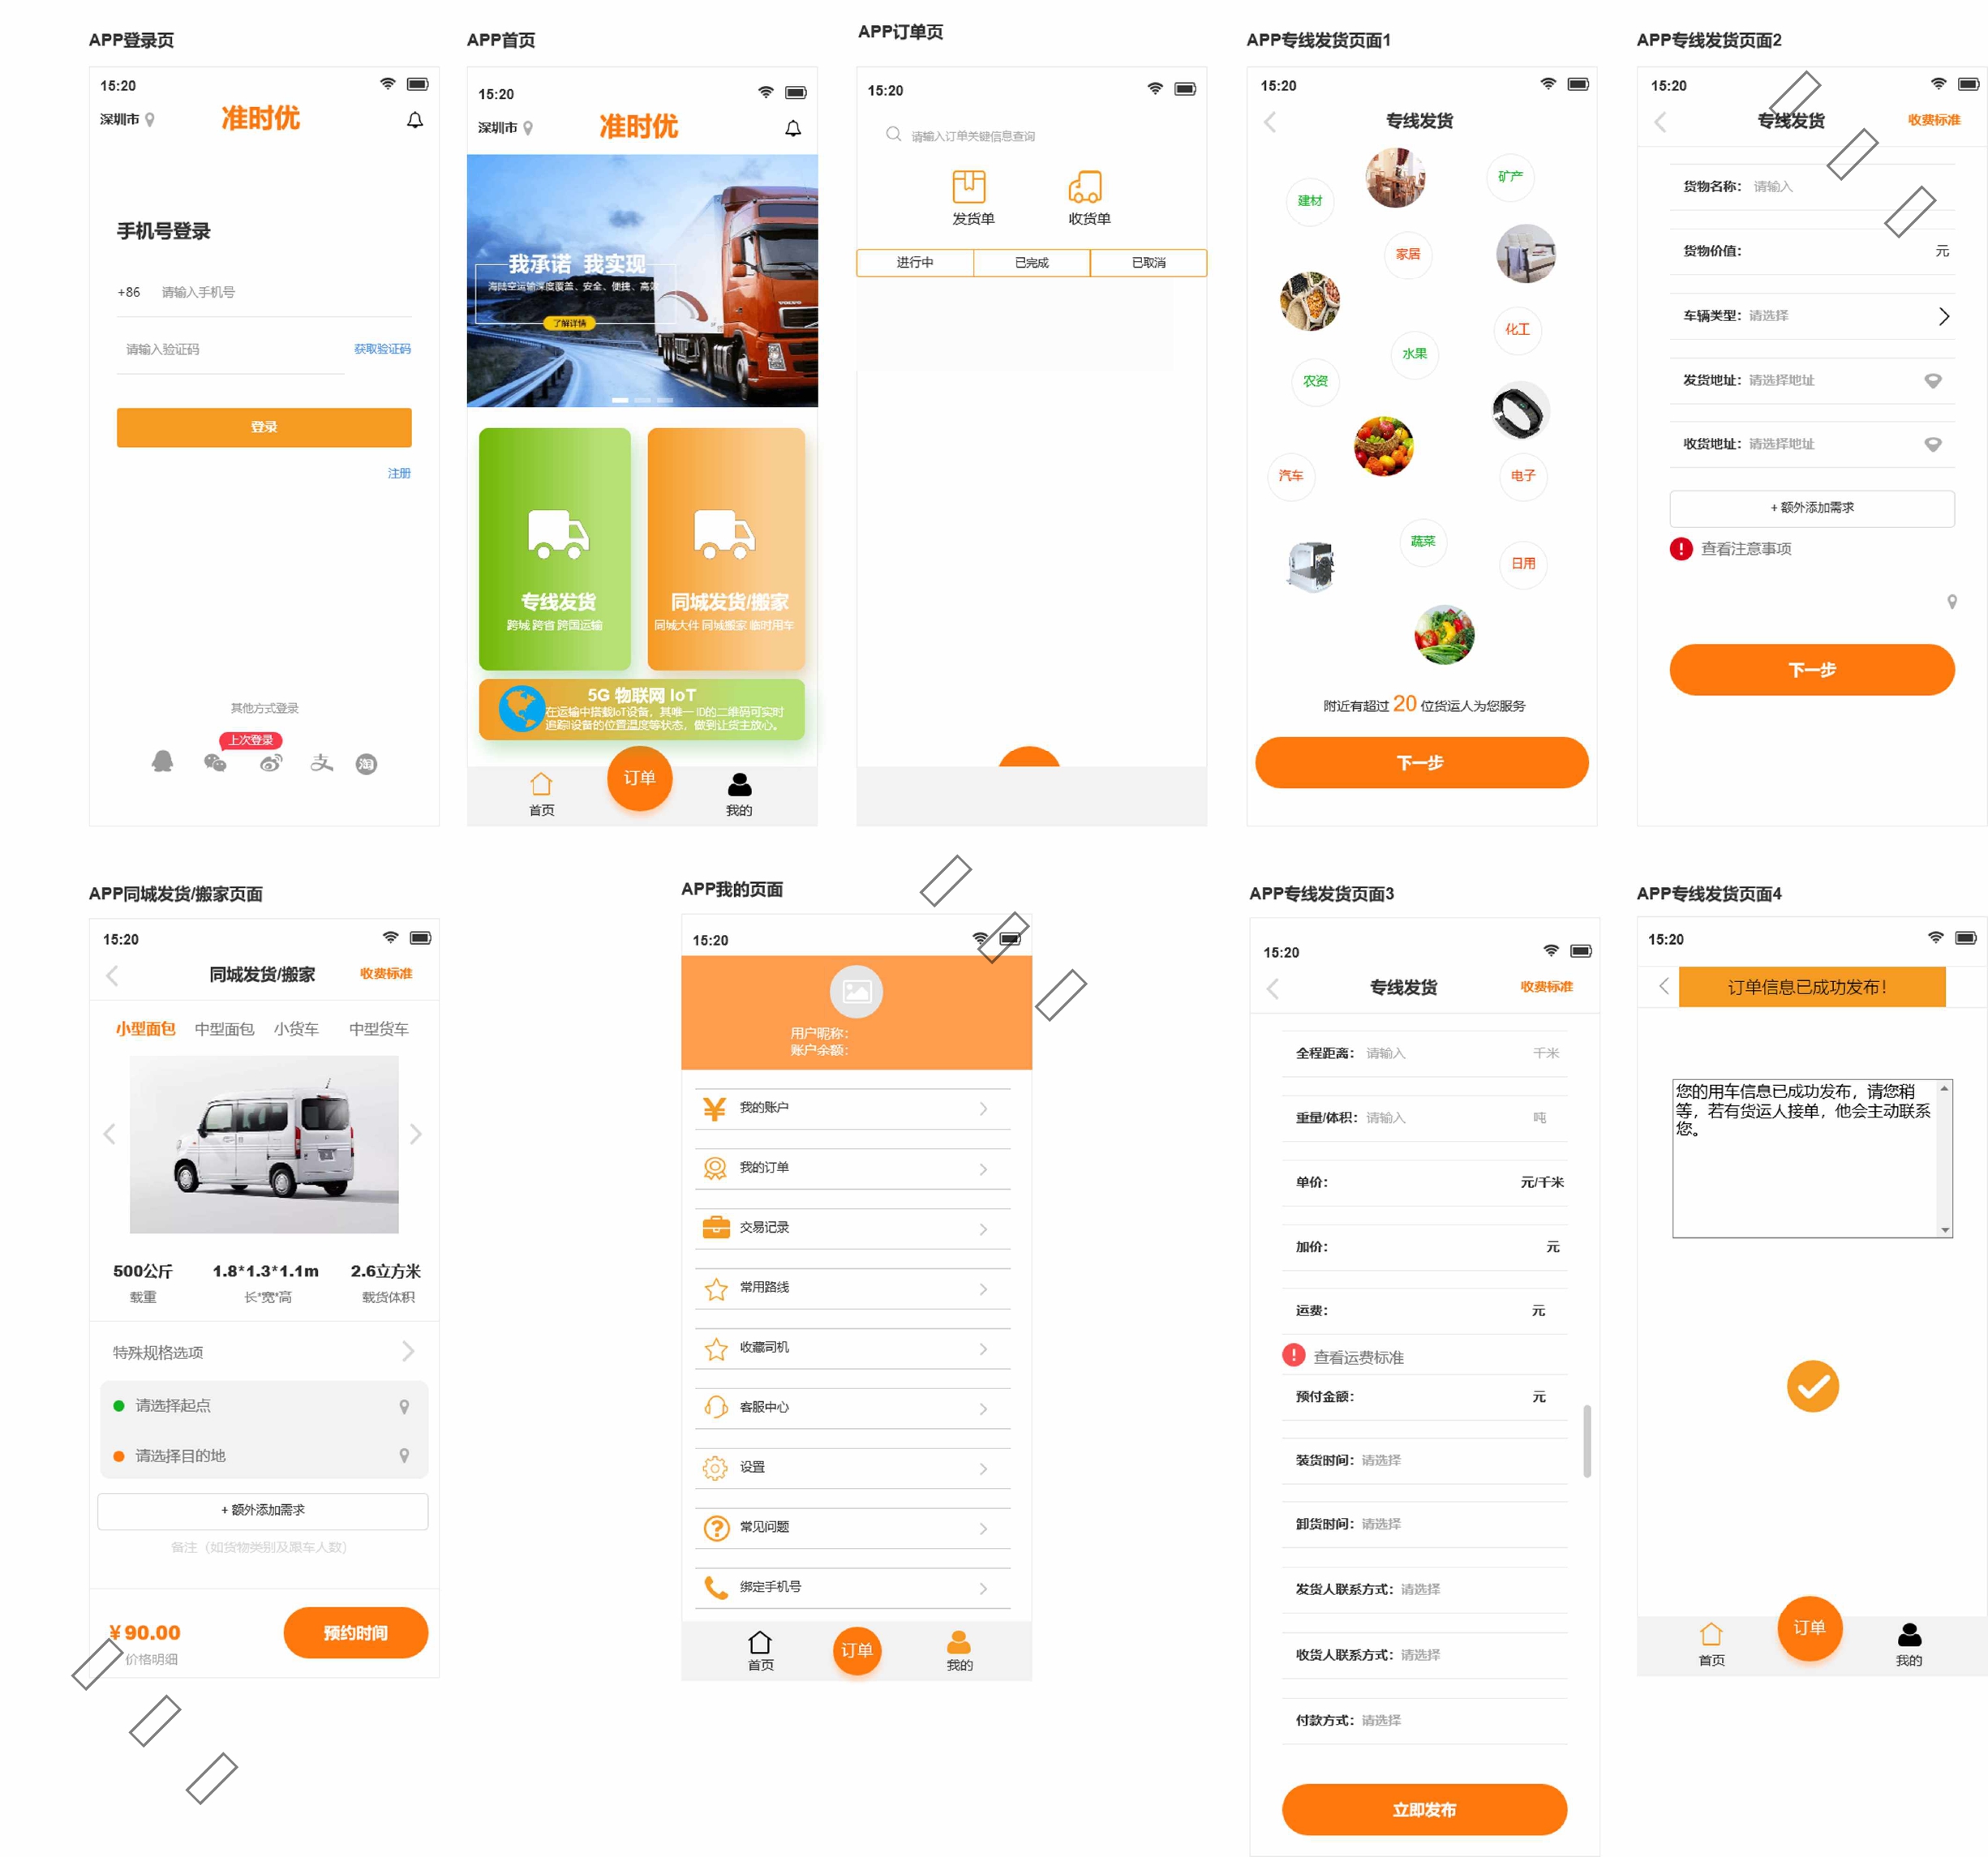 APP登录页
15:20
深圳市
准时优
手机号登录
+86 请输入手机号
请输入验证码 获取验证码
登录
注册
其他方式登录
上次登录
支
淘
APP首页
15:20
深圳市
准时优
我承诺 我实现
海陆空运输深度覆盖、安全、便捷、高效
了解详情
专线发货
跨城 跨省 跨国运输
同城发货/搬家
同城大件 同城搬家 临时用车
5G 物联网 IoT
在运输中搭载IoT设备，其唯一 ID的二维码可实时
追踪设备的位置温度等状态，做到让货主放心。
首页
订单
我的
APP订单页
15:20
请输入订单关键信息查询
发货单 收货单
进行中 已完成 已取消
APP专线发货页面1
15:20
专线发货
矿产
建材
家居
化工
水果
农资
汽车
电子
蔬菜
日用
附近有超过 20 位货运人为您服务
下一步
APP专线发货页面2
15:20
专线发货 收费标准
货物名称： 请输入
货物价值： 元
车辆类型： 请选择
发货地址： 请选择地址
收货地址： 请选择地址
+ 额外添加需求
! 查看注意事项
下一步
APP同城发货/搬家页面
15:20
同城发货/搬家 收费标准
小型面包 中型面包 小货车 中型货车
500公斤 1.8*1.3*1.1m 2.6立方米
载重 长*宽*高 载货体积
特殊规格选项
请选择起点
请选择目的地
+ 额外添加需求
备注（如货物类别及跟车人数）
¥90.00
价格明细
预约时间
APP我的页面
15:20
用户昵称：
账户余额：
¥ 我的账户
我的订单
交易记录
常用路线
收藏司机
客服中心
设置
? 常见问题
绑定手机号
首页
订单
我的
APP专线发货页面3
15:20
专线发货 收费标准
全程距离： 请输入 千米
重量/体积： 请输入 吨
单价： 元/千米
加价： 元
运费： 元
! 查看运费标准
预付金额： 元
装货时间： 请选择
卸货时间： 请选择
发货人联系方式： 请选择
收货人联系方式： 请选择
付款方式： 请选择
立即发布
APP专线发货页面4
15:20
订单信息已成功发布！
您的用车信息已成功发布，请您稍
等，若有货运人接单，他会主动联系
您。
首页
订单
我的